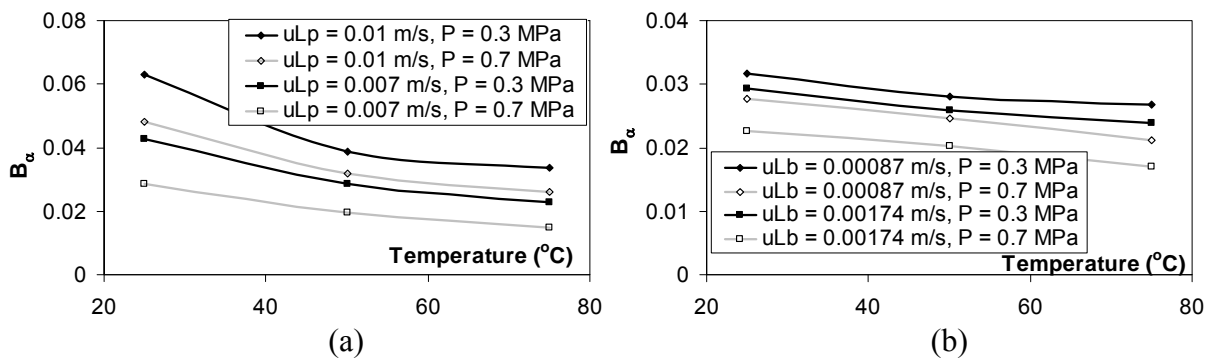 0.08
0.06
0.04
0.02
0
Bα
uLp = 0.01 m/s, P = 0.3 MPa
uLp = 0.01 m/s, P = 0.7 MPa
uLp = 0.007 m/s, P = 0.3 MPa
uLp = 0.007 m/s, P = 0.7 MPa
Temperature (°C)
20 40 60 80
(a)
0.04
0.03
0.02
0.01
0
Bα
uLb = 0.00087 m/s, P = 0.3 MPa
uLb = 0.00087 m/s, P = 0.7 MPa
uLb = 0.00174 m/s, P = 0.3 MPa
uLb = 0.00174 m/s, P = 0.7 MPa
Temperature (°C)
20 40 60 80
(b)